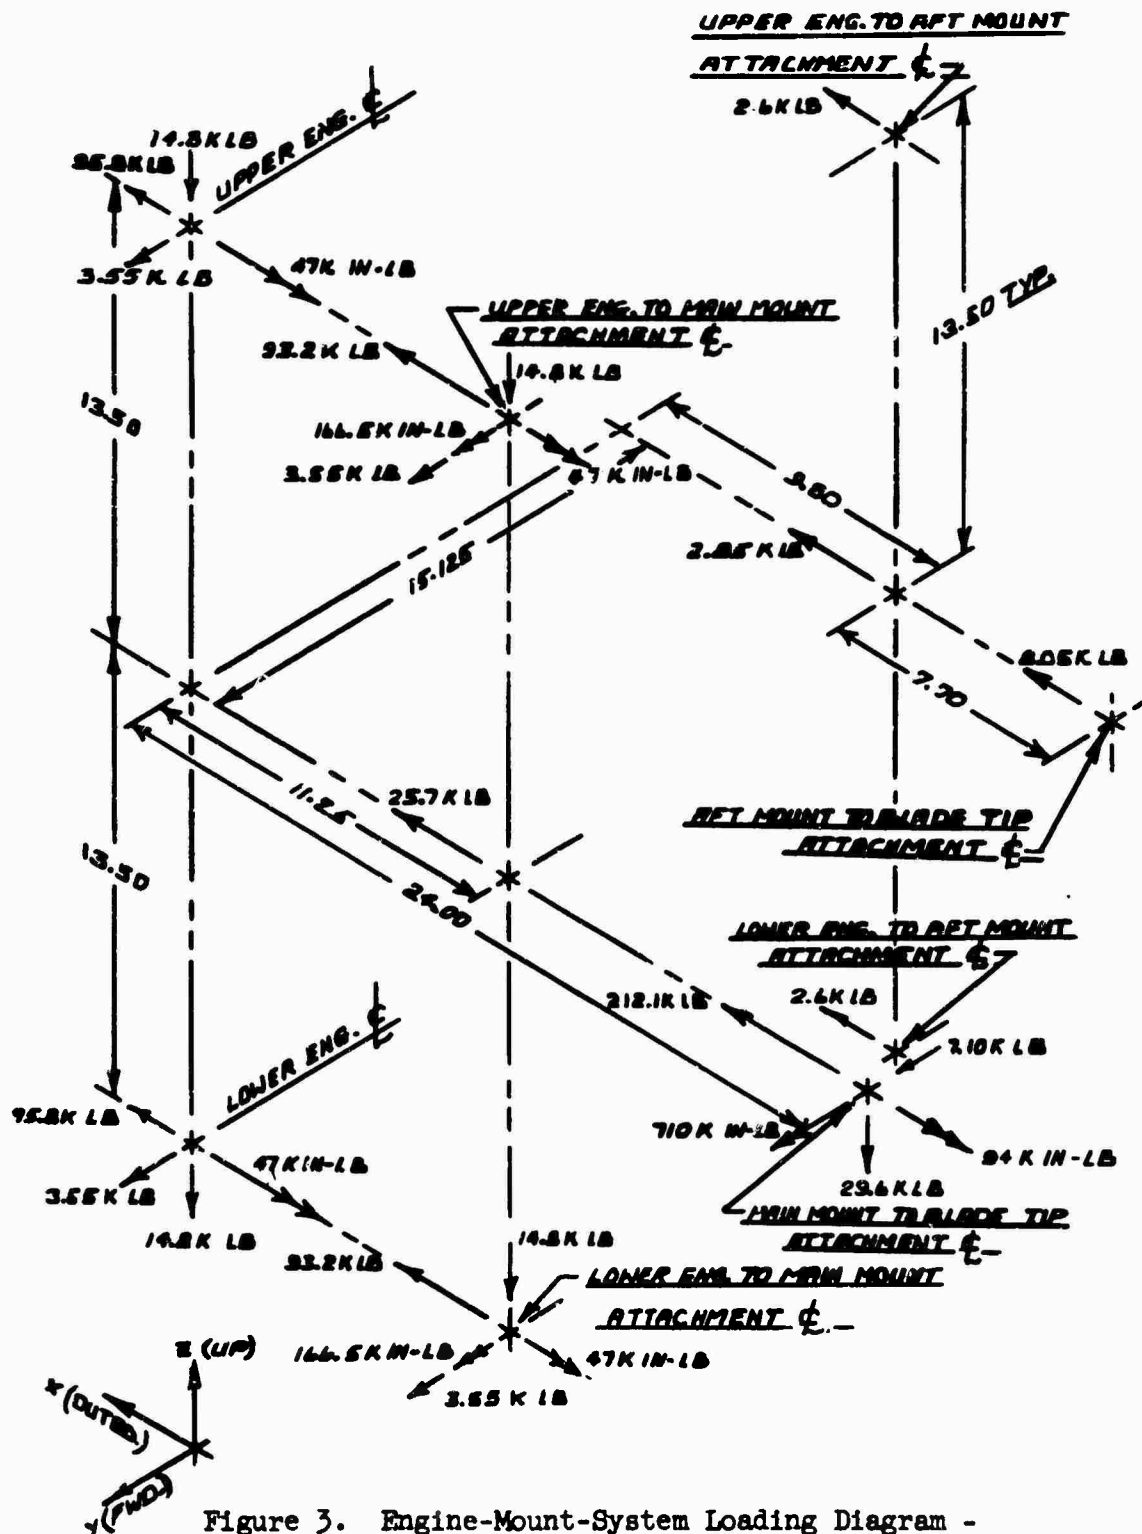 UPPER ENG. TO AFT MOUNT
ATTACHMENT ℄
2.6K LB
14.8K LB
95.8K LB
UPPER ENG. ℄
3.55K LB
47K IN-LB
UPPER ENG. TO MAIN MOUNT
ATTACHMENT ℄
13.50 TYP.
93.2K LB
14.8K LB
13.50
166.5K IN-LB
3.55K LB
47K IN-LB
15.125
2.85K LB
7.70
25.7K LB
11.25
13.50
24.00
AFT MOUNT TO BLADE TIP
ATTACHMENT ℄
LOWER ENG. TO AFT MOUNT
ATTACHMENT ℄
212.1K LB
2.6K LB
7.10K LB
LOWER ENG. ℄
95.8K LB
710K IN-LB
94K IN-LB
29.6K LB
47K IN-LB
3.55K LB
14.8K LB
MAIN MOUNT TO BLADE TIP
ATTACHMENT ℄
93.2K LB
14.8K LB
LOWER ENG. TO MAIN MOUNT
ATTACHMENT ℄
166.5K IN-LB
47K IN-LB
3.55 K LB
Z (UP)
X (OUTBD.)
Y (FWD.)
Figure 3. Engine-Mount-System Loading Diagram -